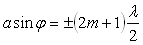 a sin φ = ±(2m + 1) λ/2